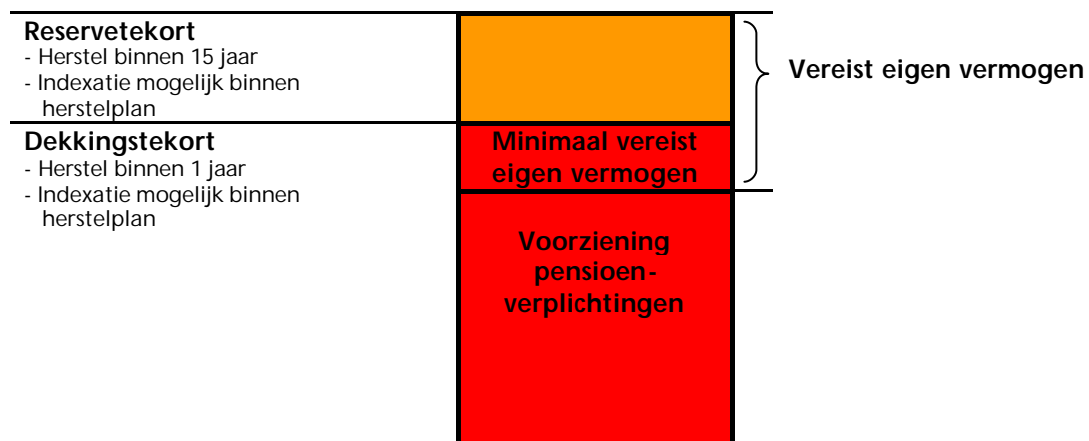 Reservetekort
- Herstel binnen 15 jaar
- Indexatie mogelijk binnen
herstelplan
Vereist eigen vermogen
Dekkingstekort
- Herstel binnen 1 jaar
- Indexatie mogelijk binnen
herstelplan
Minimaal vereist
eigen vermogen
Voorziening
pensioen-
verplichtingen